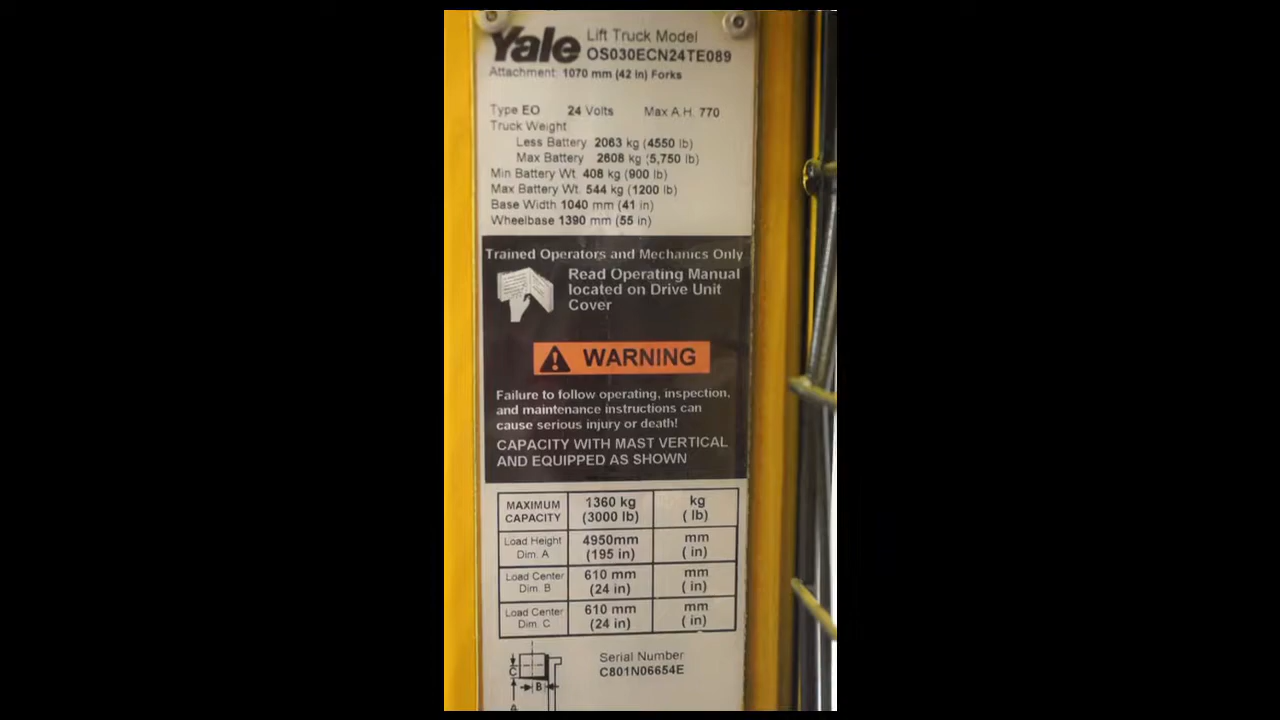 Yale
Lift Truck Model
OS030ECN24TE089
Attachment: 1070 mm (42 In) Forks
Type EO 24 Volts Max A.H. 770
Truck Weight
Less Battery 2063 kg (4550 lb)
Max Battery 2608 kg (5,750 lb)
Min Battery Wt. 408 kg (900 lb)
Max Battery Wt. 544 kg (1200 lb)
Base Width 1040 mm (41 in)
Wheelbase 1390 mm (55 in)
Trained Operators and Mechanics Only
Read Operating Manual
located on Drive Unit
Cover
WARNING
Failure to follow operating, inspection,
and maintenance instructions can
cause serious injury or death!
CAPACITY WITH MAST VERTICAL
AND EQUIPPED AS SHOWN
MAXIMUM CAPACITY 1360 kg (3000 lb) kg ( lb)
Load Height Dim. A 4950mm (195 in) mm ( in)
Load Center Dim. B 610 mm (24 in) mm ( in)
Load Center Dim. C 610 mm (24 in) mm ( in)
Serial Number
C801N06654E
C
B
A